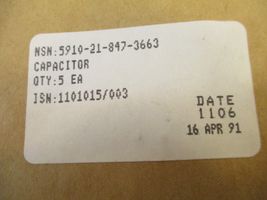 NSN:5910-21-847-3663
CAPACITOR
QTY:5 EA
ISN:1101015/003
DATE
1106
16 APR 91